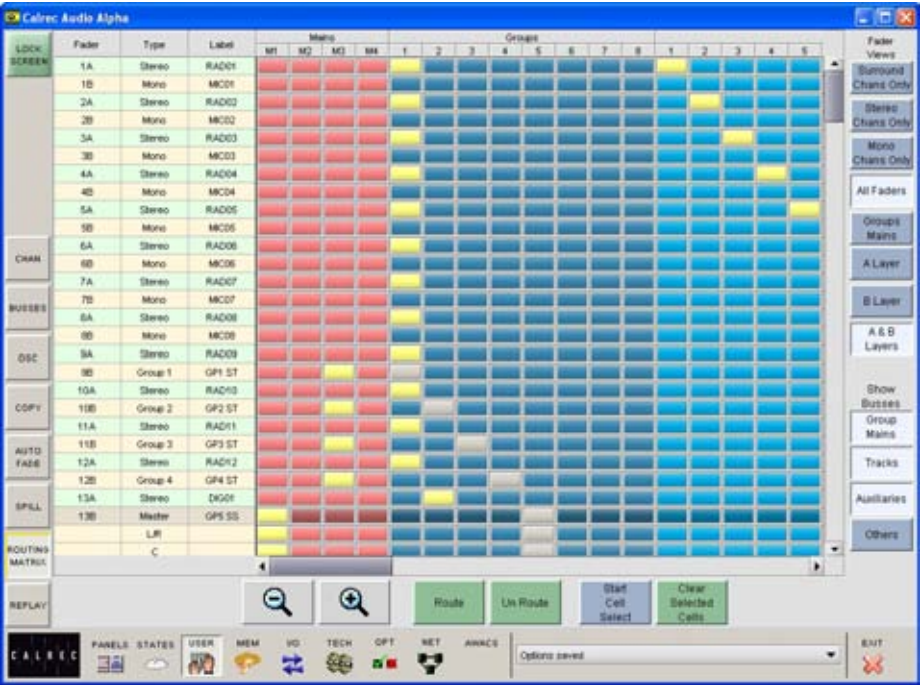 Calrec Audio Alpha
LOCK SCREEN
Fader Type Label Mains Groups
M1 M2 M3 M4 1 2 3 4 5 6 7 8 1 2 3 4 5
1A Stereo RAD01
1B Mono MIC01
2A Stereo RAD02
2B Mono MIC02
3A Stereo RAD03
3B Mono MIC03
4A Stereo RAD04
4B Mono MIC04
5A Stereo RAD05
5B Mono MIC05
6A Stereo RAD06
6B Mono MIC06
7A Stereo RAD07
7B Mono MIC07
8A Stereo RAD08
8B Mono MIC08
9A Stereo RAD09
9B Group 1 GP1 ST
10A Stereo RAD10
10B Group 2 GP2 ST
11A Stereo RAD11
11B Group 3 GP3 ST
12A Stereo RAD12
12B Group 4 GP4 ST
13A Stereo DIG01
13B Master GP5 SS
L/R
C
CHAN
BUSSES
OSC
COPY
AUTO FADE
SPILL
ROUTING MATRIX
REPLAY
Fader Views
Surround Chans Only
Stereo Chans Only
Mono Chans Only
All Faders
Groups Mains
A Layer
B Layer
A & B Layers
Show Busses
Group Mains
Tracks
Auxiliaries
Others
Route
Un Route
Start Cell Select
Clear Selected Cells
CALREC
PANELS STATES USER MEM I/O TECH OPT NET AWACS
Options saved
EXIT